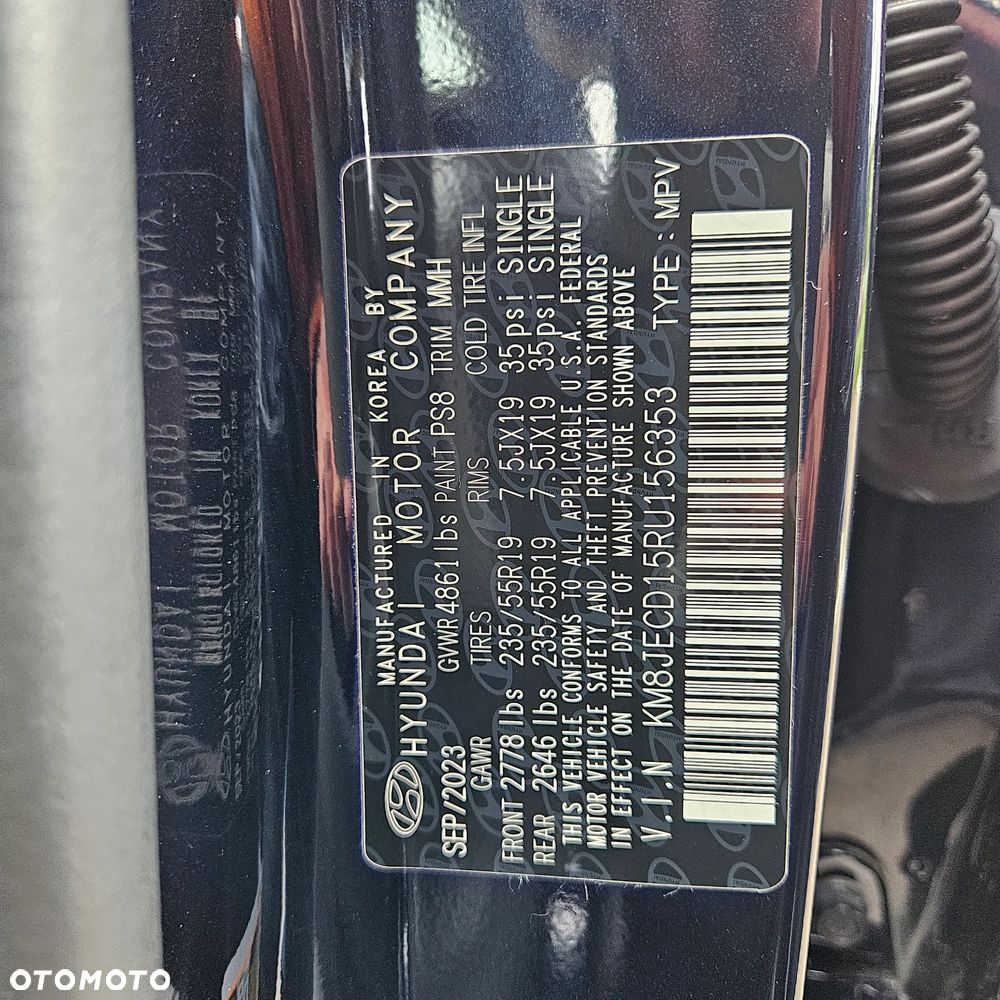 MANUFACTURED IN KOREA BY
HYUNDAI MOTOR COMPANY
SEP/2023 GVWR 4861 lbs PAINT PS8 TRIM MMH
GAWR TIRES RIMS COLD TIRE INFL
FRONT 2778 lbs 235/55R19 7.5JX19 35psi SINGLE
REAR 2646 lbs 235/55R19 7.5JX19 35psi SINGLE
THIS VEHICLE CONFORMS TO ALL APPLICABLE U.S.A. FEDERAL
MOTOR VEHICLE SAFETY AND THEFT PREVENTION STANDARDS
IN EFFECT ON THE DATE OF MANUFACTURE SHOWN ABOVE
V.I.N KM8JECD15RU156353 TYPE:MPV
OTOMOTO